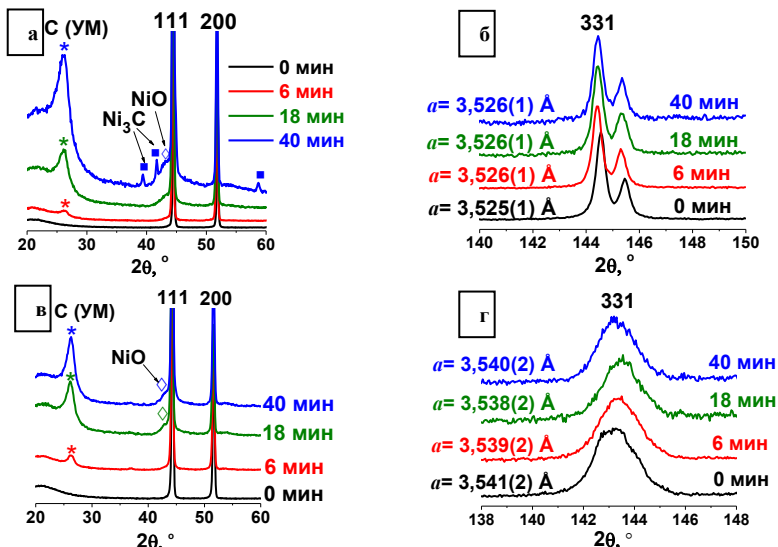 а
С (УМ)
111 200
0 мин
6 мин
18 мин
40 мин
NiO
Ni₃C
20 30 40 50 60
2θ, °
б
331
a= 3,526(1) Å 40 мин
a= 3,526(1) Å 18 мин
a= 3,526(1) Å 6 мин
a= 3,525(1) Å 0 мин
140 142 144 146 148 150
2θ, °
в
С (УМ)
111 200
NiO
40 мин
18 мин
6 мин
0 мин
20 30 40 50 60
2θ, °
г
331
a= 3,540(2) Å 40 мин
a= 3,538(2) Å 18 мин
a= 3,539(2) Å 6 мин
a= 3,541(2) Å 0 мин
138 140 142 144 146 148
2θ, °